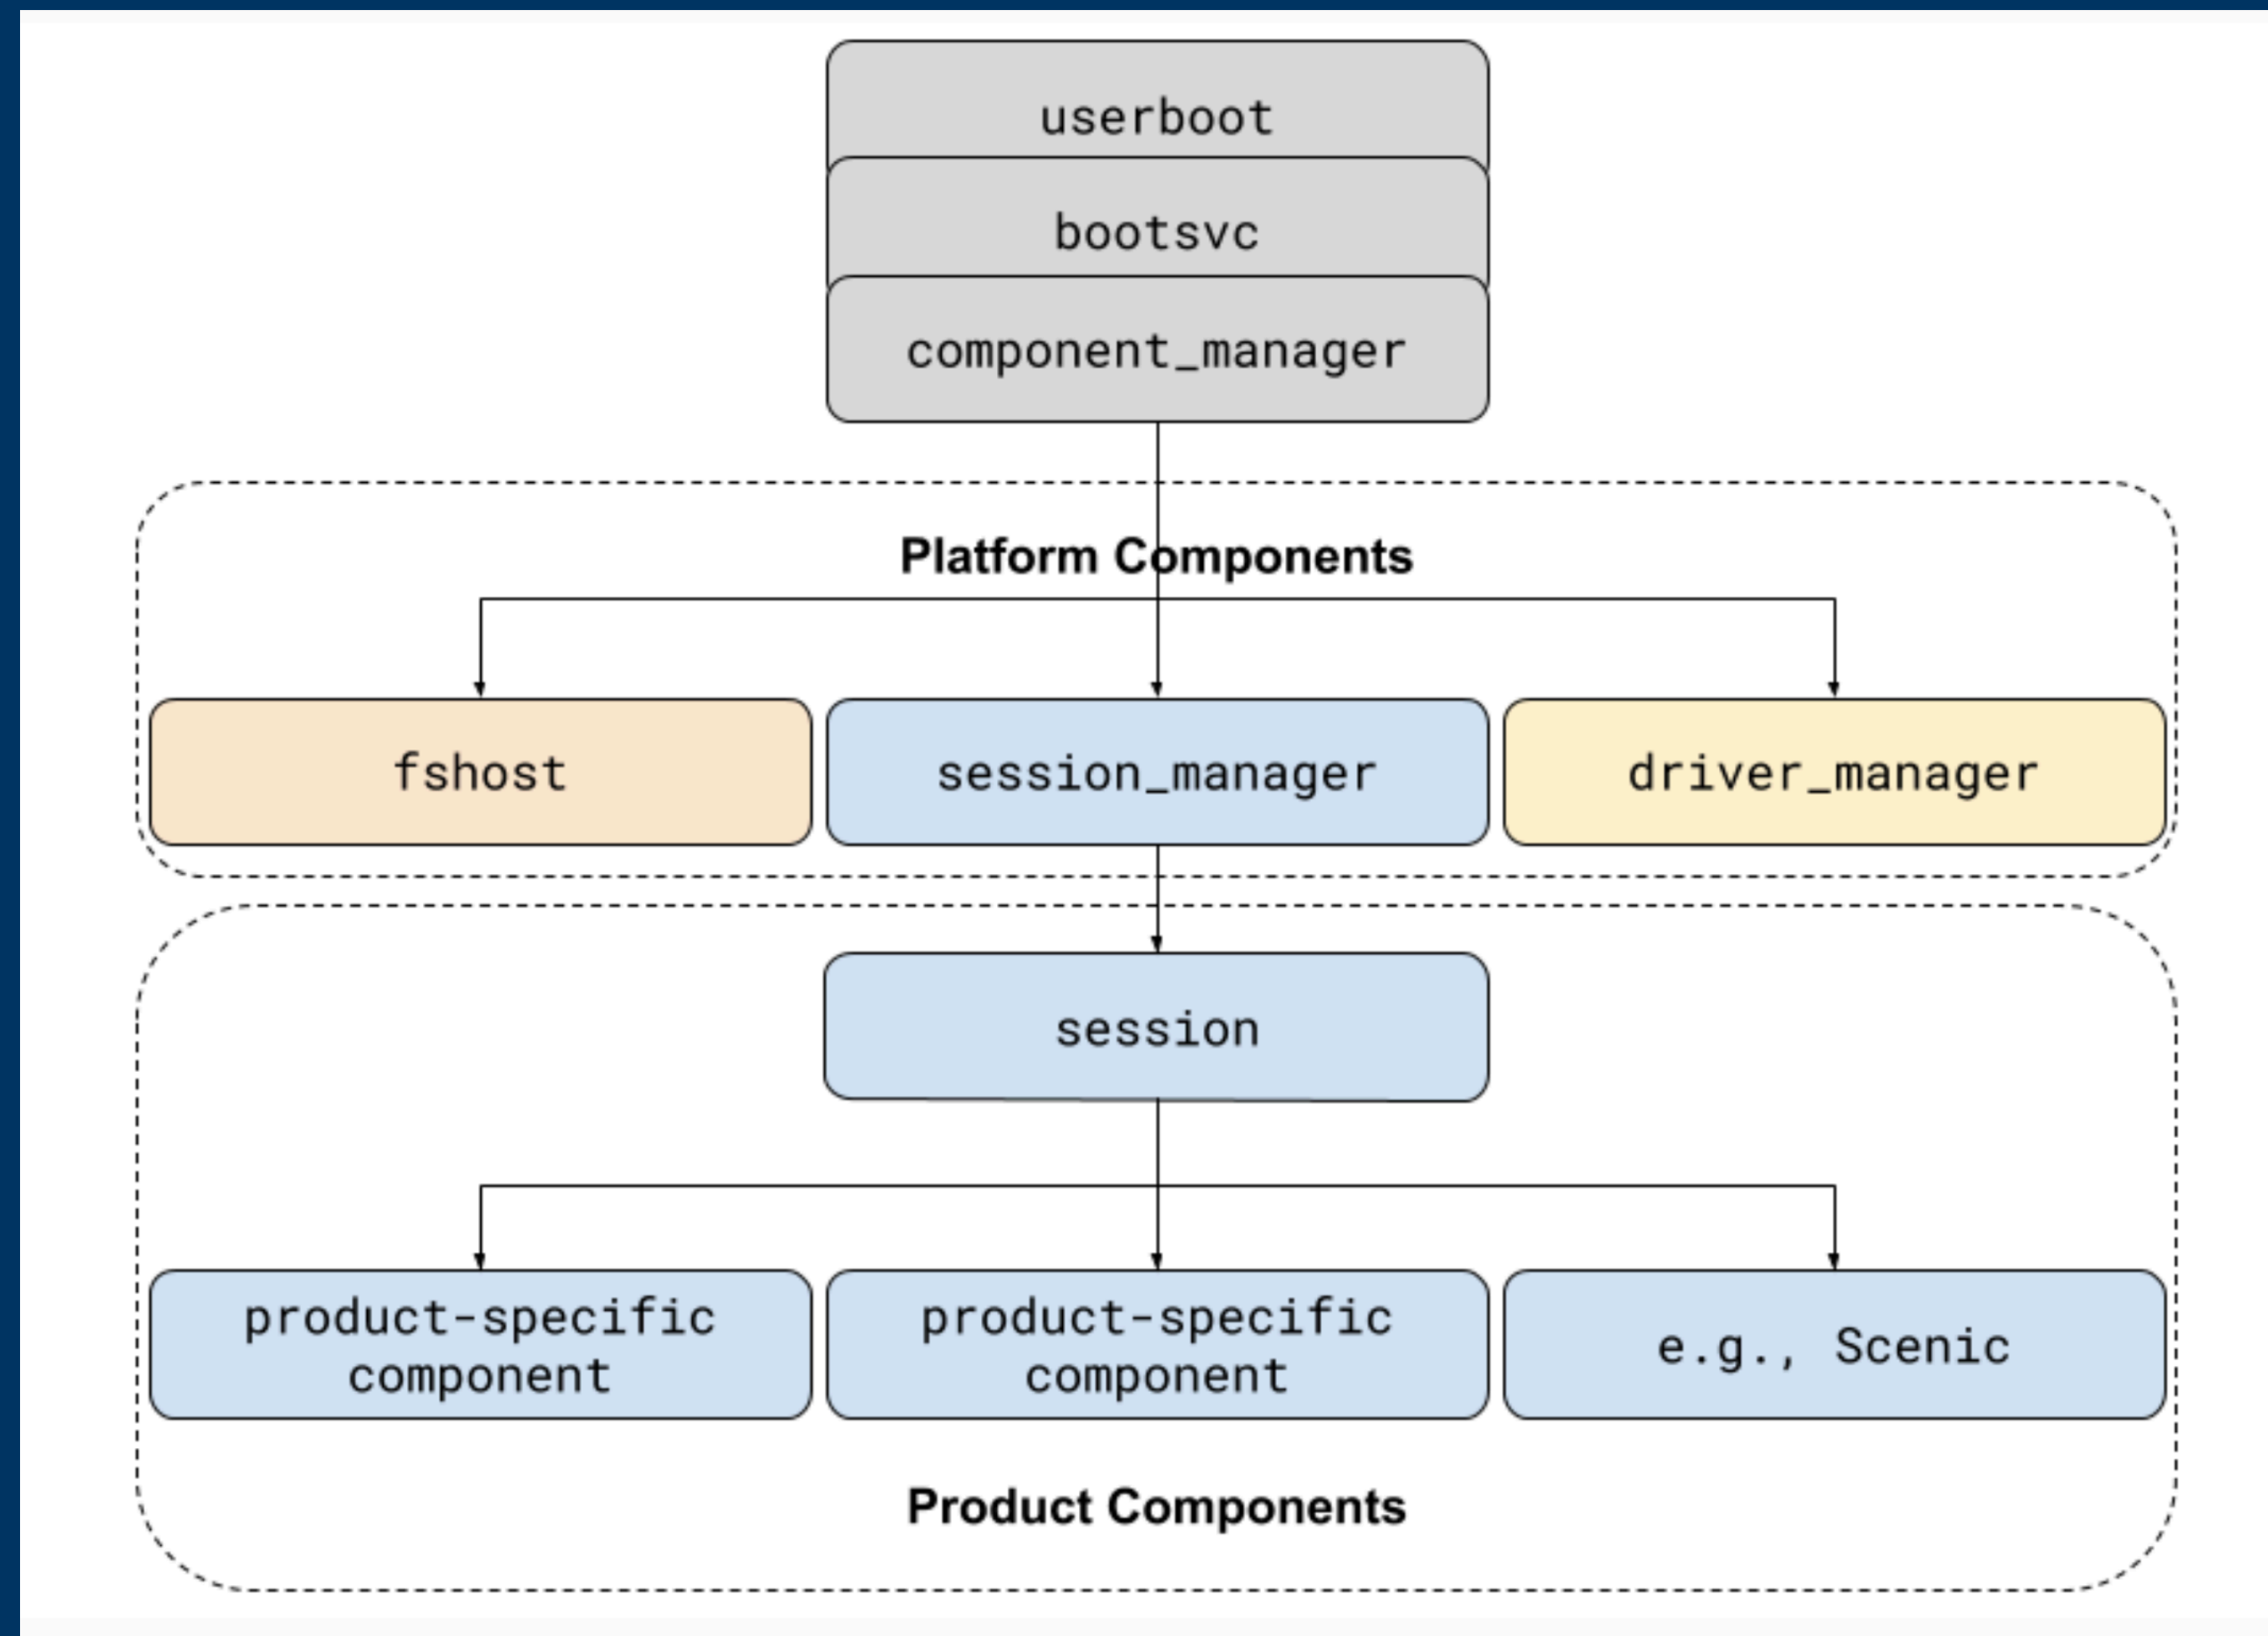 userboot
bootsvc
component_manager
Platform Components
fshost
session_manager
driver_manager
session
product-specific
component
product-specific
component
e.g., Scenic
Product Components